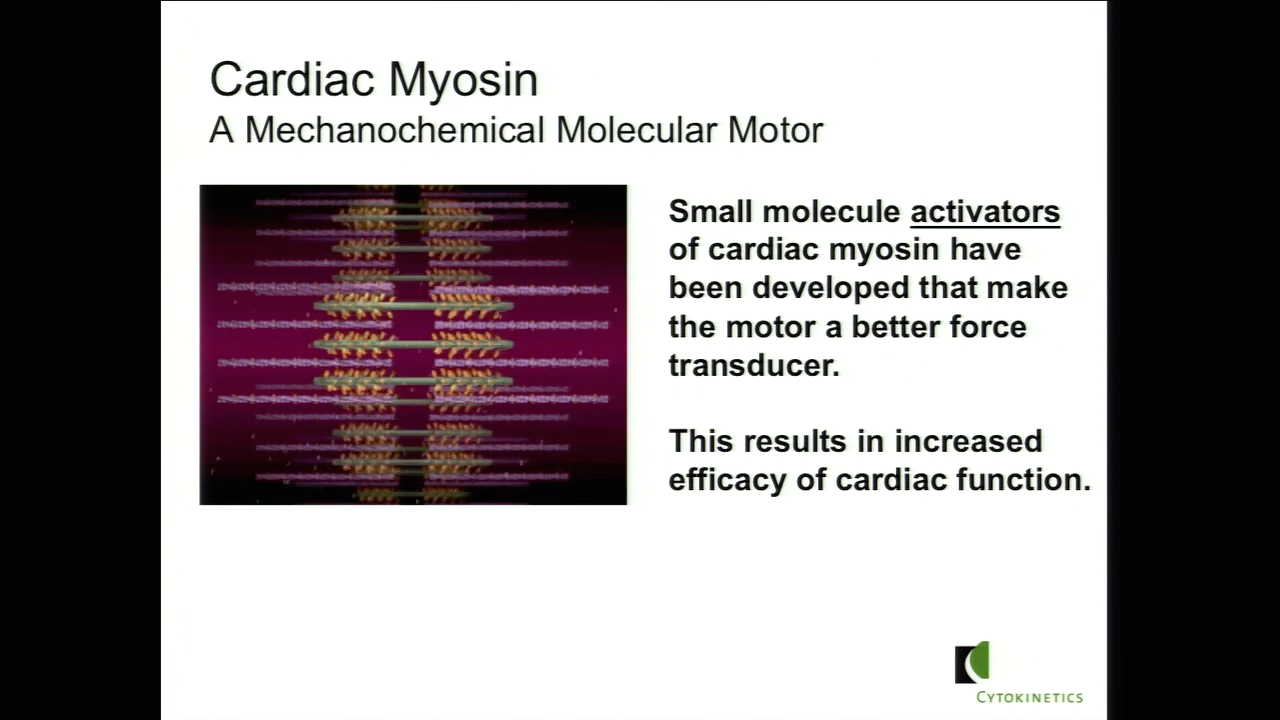 Cardiac Myosin
A Mechanochemical Molecular Motor
Small molecule activators
of cardiac myosin have
been developed that make
the motor a better force
transducer.
This results in increased
efficacy of cardiac function.
CYTOKINETICS